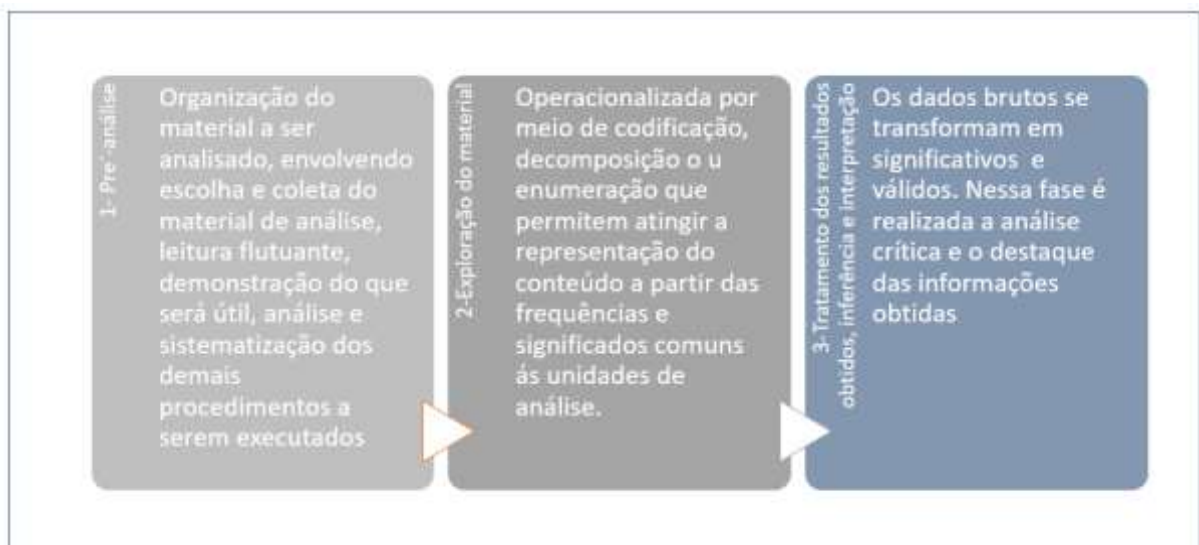 1- Pre´-análise
Organização do
material a ser
analisado, envolvendo
escolha e coleta do
material de análise,
leitura flutuante,
demonstração do que
será útil, análise e
sistematização dos
demais
procedimentos a
serem executados
2-Exploração do material
Operacionalizada por
meio de codificação,
decomposição o u
enumeração que
permitem atingir a
representação do
conteúdo a partir das
frequências e
significados comuns
ás unidades de
análise.
3-Tratamento dos resultados
obtidos, inferência e interpretação
Os dados brutos se
transformam em
significativos e
válidos. Nessa fase é
realizada a análise
crítica e o destaque
das informações
obtidas